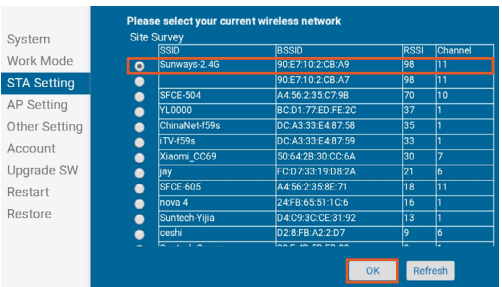 Please select your current wireless network
Site Survey
System
Work Mode
STA Setting
AP Setting
Other Setting
Account
Upgrade SW
Restart
Restore
SSID BSSID RSSI Channel
Sunways-2.4G 90:E7:10:2:CB:A9 98 11
90:E7:10:2:CB:A7 98 11
SFCE-504 A4:56:2:35:C7:9B 70 10
YL0000 BC:D1:77:ED:FE:2C 37 1
ChinaNet-f59s DC:A3:33:E4:87:58 35 1
iTV-f59s DC:A3:33:E4:87:59 33 1
Xiaomi_CC69 50:64:2B:30:CC:6A 30 7
jay FC:D7:33:19:D8:2A 21 6
SFCE-605 A4:56:2:35:8E:71 18 11
nova 4 24:FB:65:51:1C:6 16 1
Suntech-Yijia D4:C9:3C:CE:31:92 13 1
ceshi D2:8:FB:A2:2:D7 9 6
OK Refresh